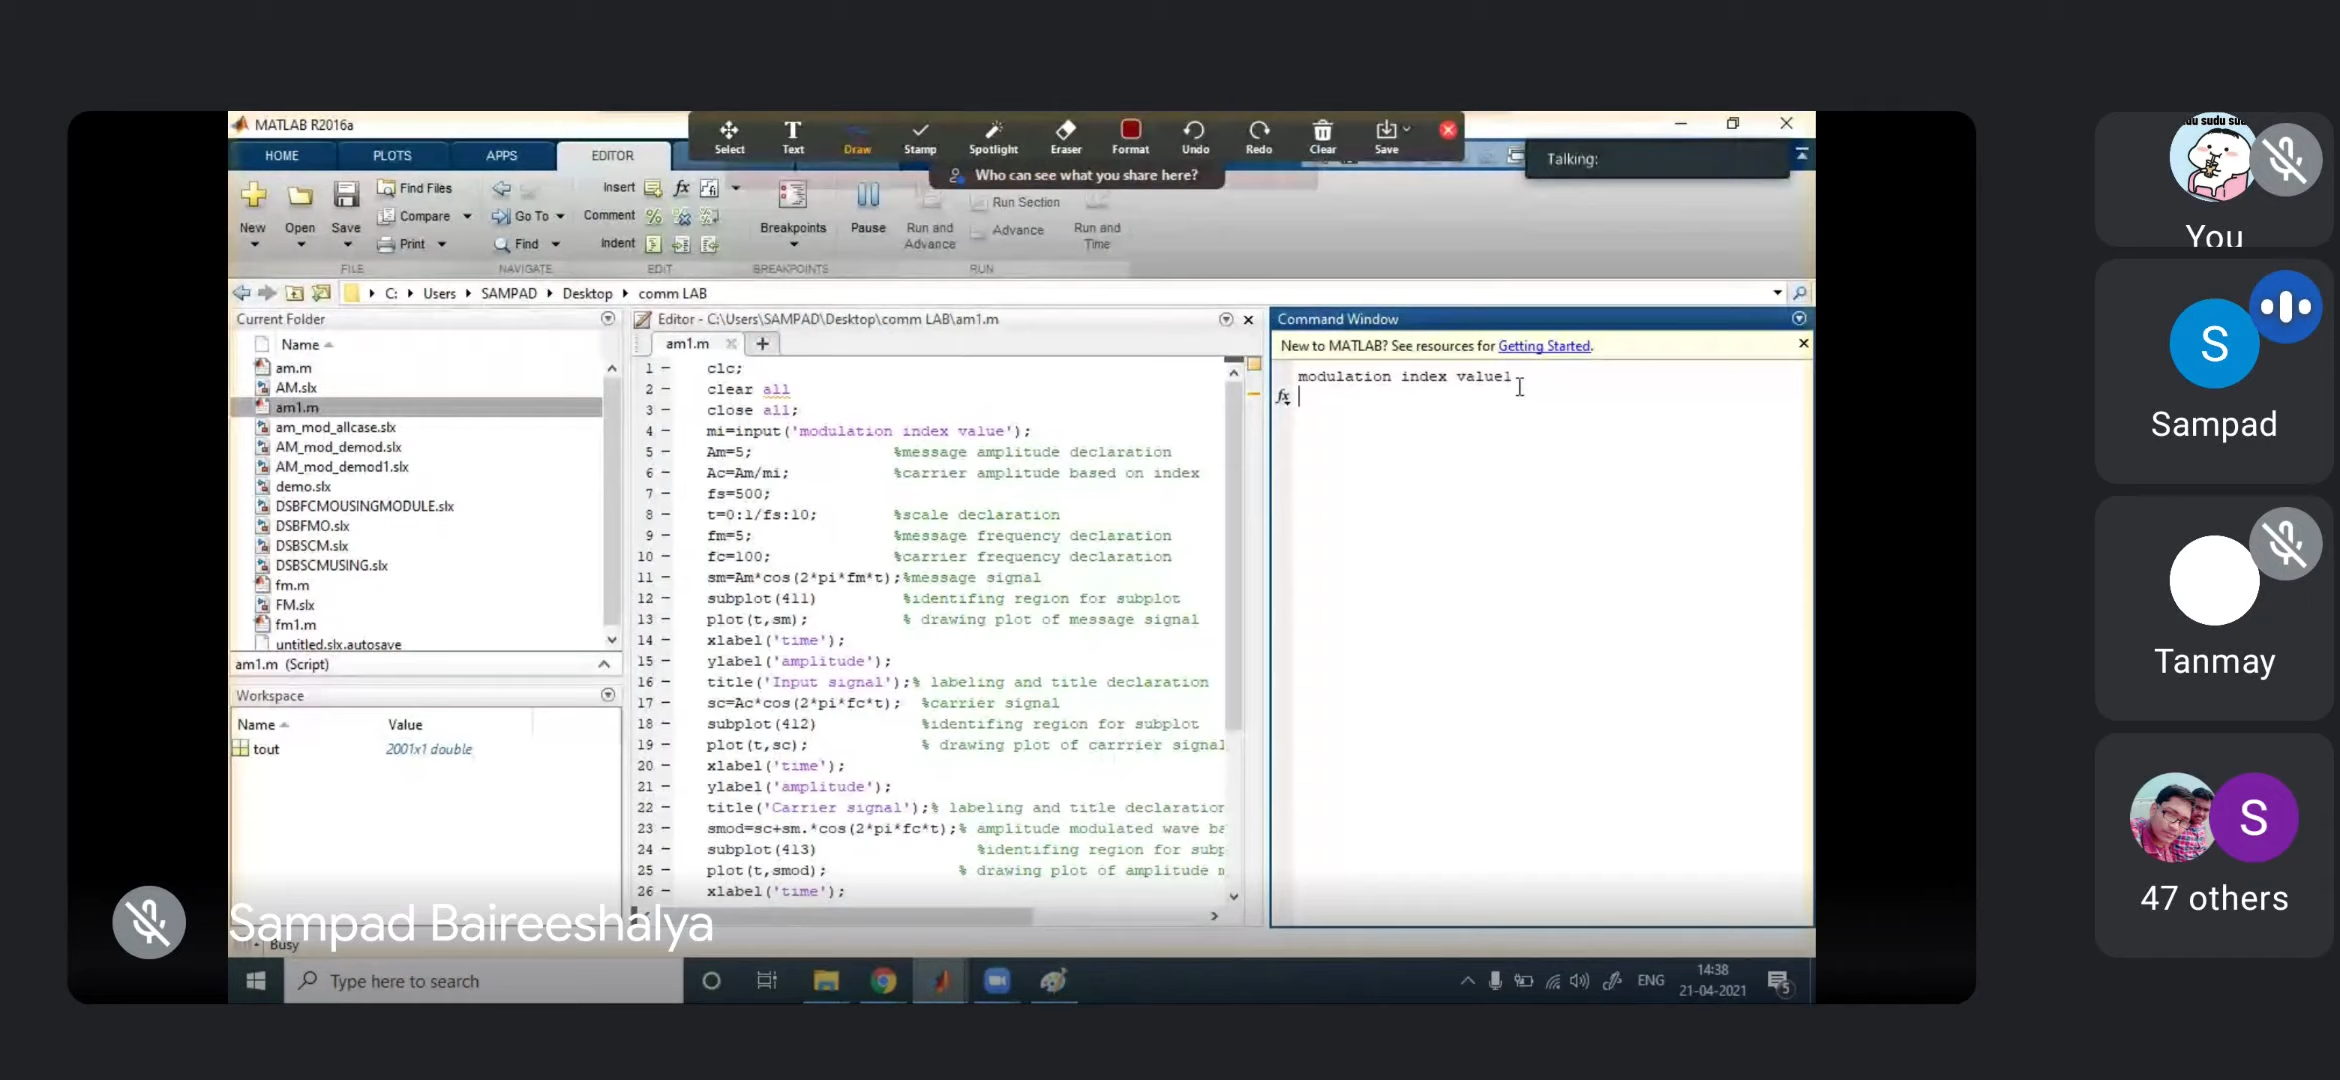 MATLAB R2016a
Select Text Draw Stamp Spotlight Eraser Format Undo Redo Clear Save
HOME PLOTS APPS EDITOR
Who can see what you share here?
Talking:
New Open Save
Find Files
Compare
Print
FILE
Go To
Find
NAVIGATE
Insert
Comment
Indent
EDIT
Breakpoints
BREAKPOINTS
Pause
Run and Advance
Run Section
Advance
Run and Time
RUN
C: Users SAMPAD Desktop comm LAB
Current Folder
Name
am.m
AM.slx
am1.m
am_mod_allcase.slx
AM_mod_demod.slx
AM_mod_demod1.slx
demo.slx
DSBFCMOUSINGMODULE.slx
DSBFMO.slx
DSBSCM.slx
DSBSCMUSING.slx
fm.m
FM.slx
fm1.m
untitled.slx.autosave
am1.m (Script)
Workspace
Name Value
tout 2001x1 double
Editor - C:\Users\SAMPAD\Desktop\comm LAB\am1.m
am1.m
1 - clc;
2 - clear all
3 - close all;
4 - mi=input('modulation index value');
5 - Am=5; %message amplitude declaration
6 - Ac=Am/mi; %carrier amplitude based on index
7 - fs=500;
8 - t=0:1/fs:10; %scale declaration
9 - fm=5; %message frequency declaration
10 - fc=100; %carrier frequency declaration
11 - sm=Am*cos(2*pi*fm*t);%message signal
12 - subplot(411) %identifing region for subplot
13 - plot(t,sm); % drawing plot of message signal
14 - xlabel('time');
15 - ylabel('amplitude');
16 - title('Input signal');% labeling and title declaration
17 - sc=Ac*cos(2*pi*fc*t); %carrier signal
18 - subplot(412) %identifing region for subplot
19 - plot(t,sc); % drawing plot of carrrier signal
20 - xlabel('time');
21 - ylabel('amplitude');
22 - title('Carrier signal');% labeling and title declaration
23 - smod=sc+sm.*cos(2*pi*fc*t);% amplitude modulated wave ba
24 - subplot(413) %identifing region for subp
25 - plot(t,smod); % drawing plot of amplitude m
26 - xlabel('time');
Command Window
New to MATLAB? See resources for Getting Started.
modulation index value1
fx
Busy
Sampad Baireeshalya
Type here to search
ENG
14:38
21-04-2021
5
du sudu su
You
S
Sampad
Tanmay
S
47 others